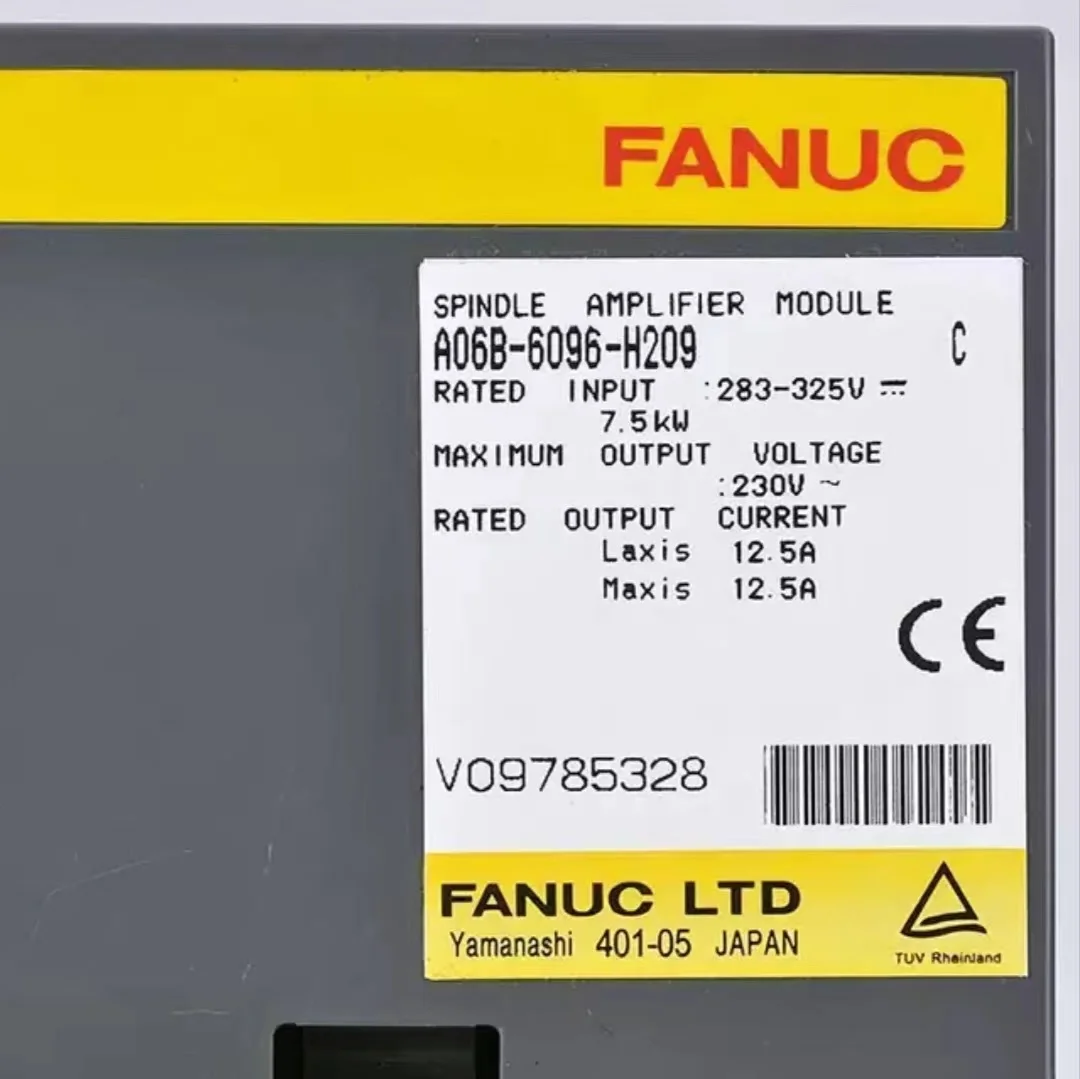 FANUC
SPINDLE AMPLIFIER MODULE
A06B-6096-H209 C
RATED INPUT :283-325V ⎓
7.5kW
MAXIMUM OUTPUT VOLTAGE
:230V ~
RATED OUTPUT CURRENT
Laxis 12.5A
Maxis 12.5A
CE
V09785328
FANUC LTD
Yamanashi 401-05 JAPAN
TUV Rheinland